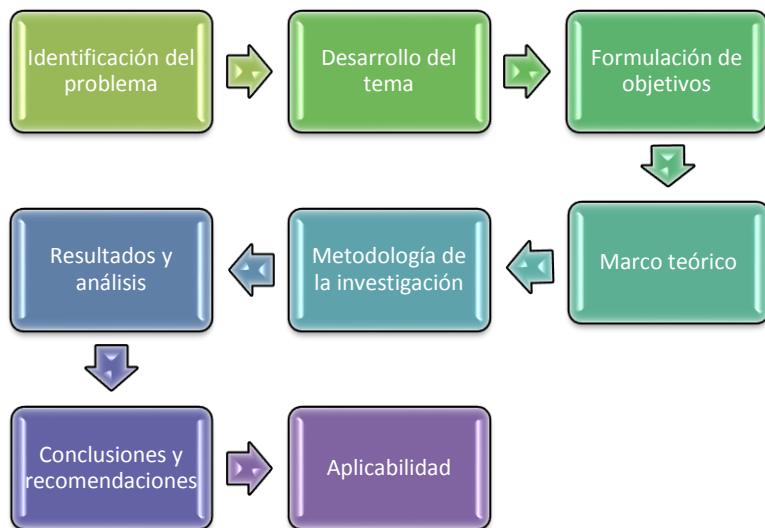 Identificación del
problema
Desarrollo del
tema
Formulación de
objetivos
Marco teórico
Metodología de
la investigación
Resultados y
análisis
Conclusiones y
recomendaciones
Aplicabilidad